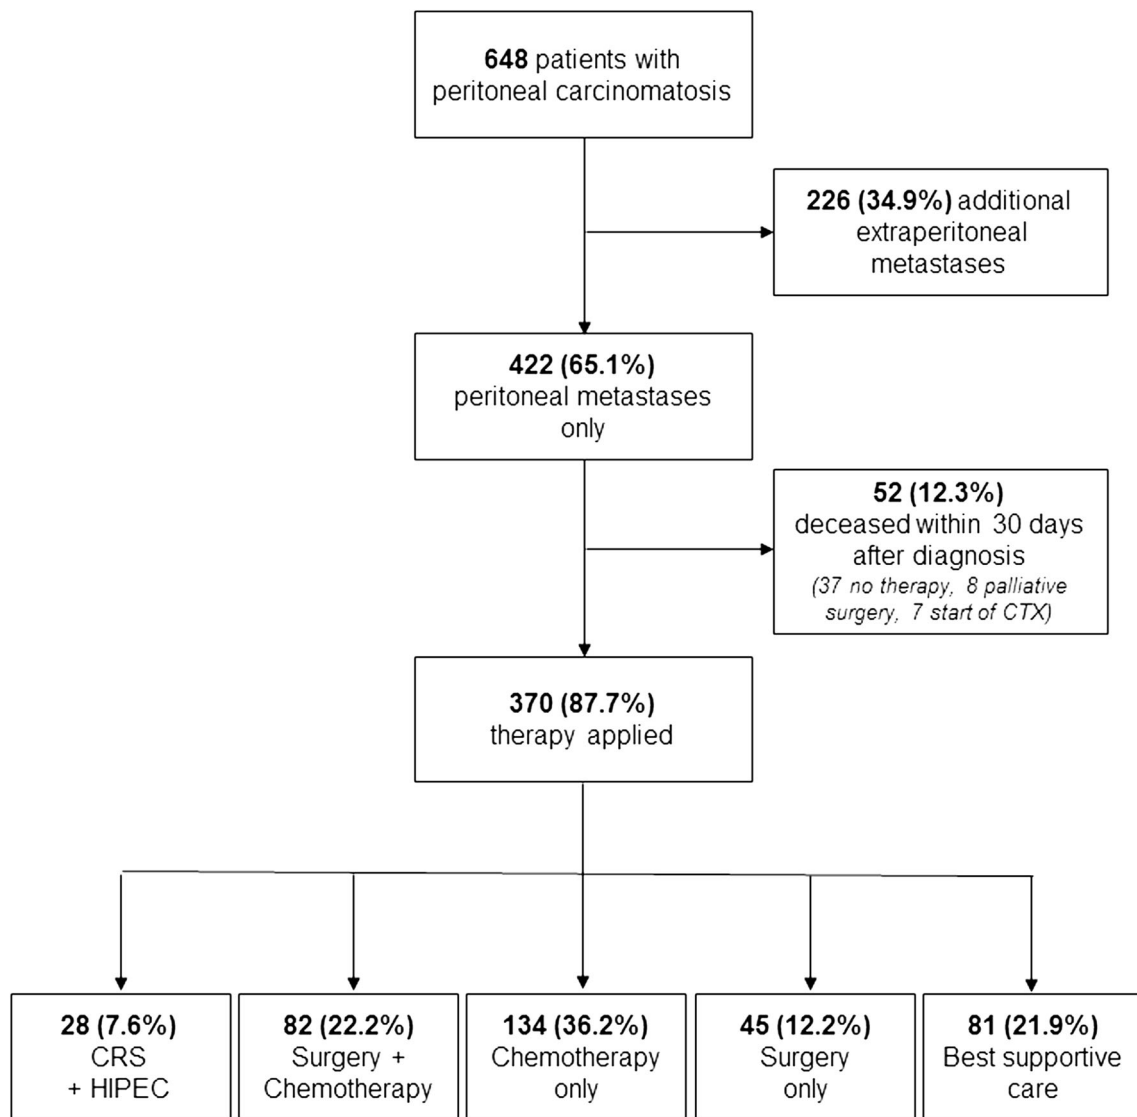 648 patients with
peritoneal carcinomatosis
226 (34.9%) additional
extraperitoneal
metastases
422 (65.1%)
peritoneal metastases
only
52 (12.3%)
deceased within 30 days
after diagnosis
(37 no therapy, 8 palliative
surgery, 7 start of CTX)
370 (87.7%)
therapy applied
28 (7.6%)
CRS
+ HIPEC
82 (22.2%)
Surgery +
Chemotherapy
134 (36.2%)
Chemotherapy
only
45 (12.2%)
Surgery
only
81 (21.9%)
Best supportive
care